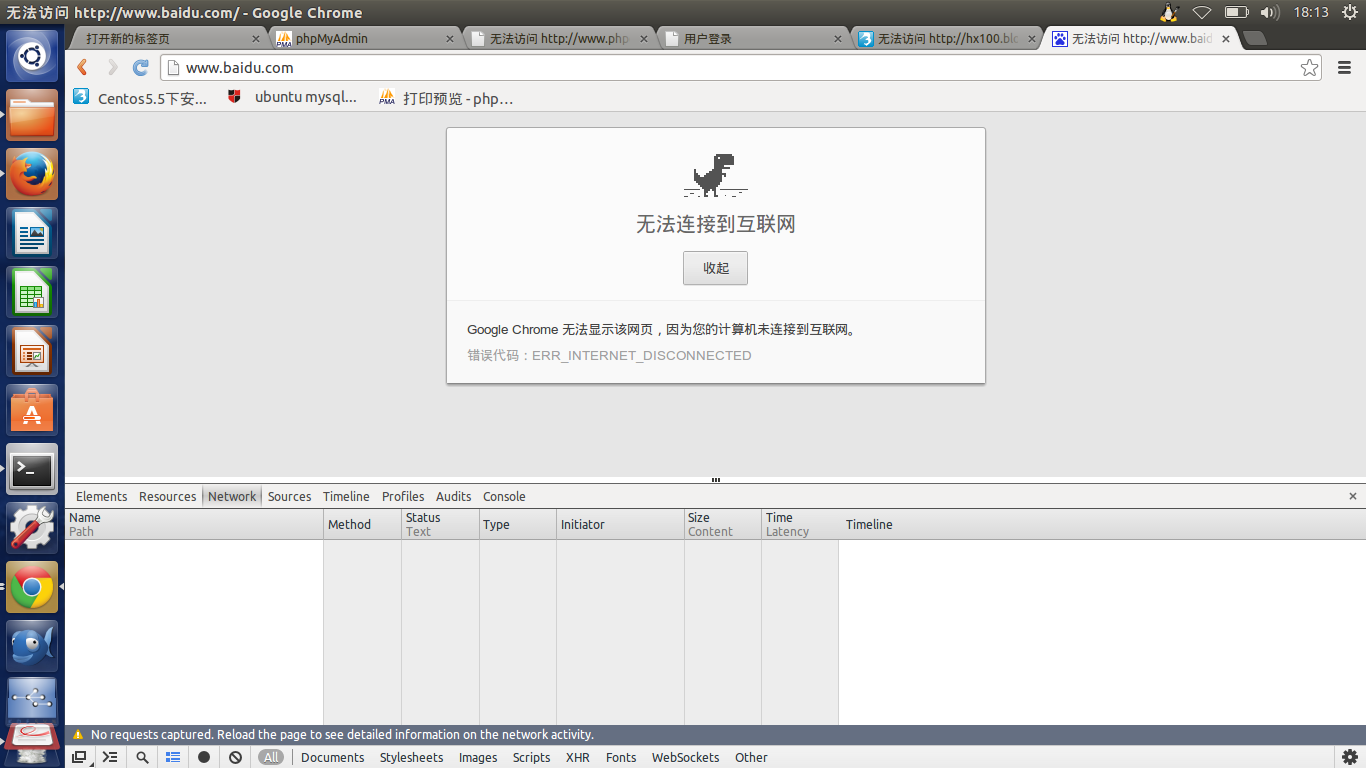 无法访问 http://www.baidu.com/ - Google Chrome
18:13
打开新的标签页
phpMyAdmin
无法访问 http://www.php
用户登录
无法访问 http://hx100.blo
无法访问 http://www.baid
www.baidu.com
Centos5.5下安...
ubuntu mysql...
打印预览 - php...
无法连接到互联网
收起
Google Chrome 无法显示该网页，因为您的计算机未连接到互联网。
错误代码：ERR_INTERNET_DISCONNECTED
Elements Resources Network Sources Timeline Profiles Audits Console
Name Method Status Type Initiator Size Time Timeline
Path Text Content Latency
No requests captured. Reload the page to see detailed information on the network activity.
All Documents Stylesheets Images Scripts XHR Fonts WebSockets Other